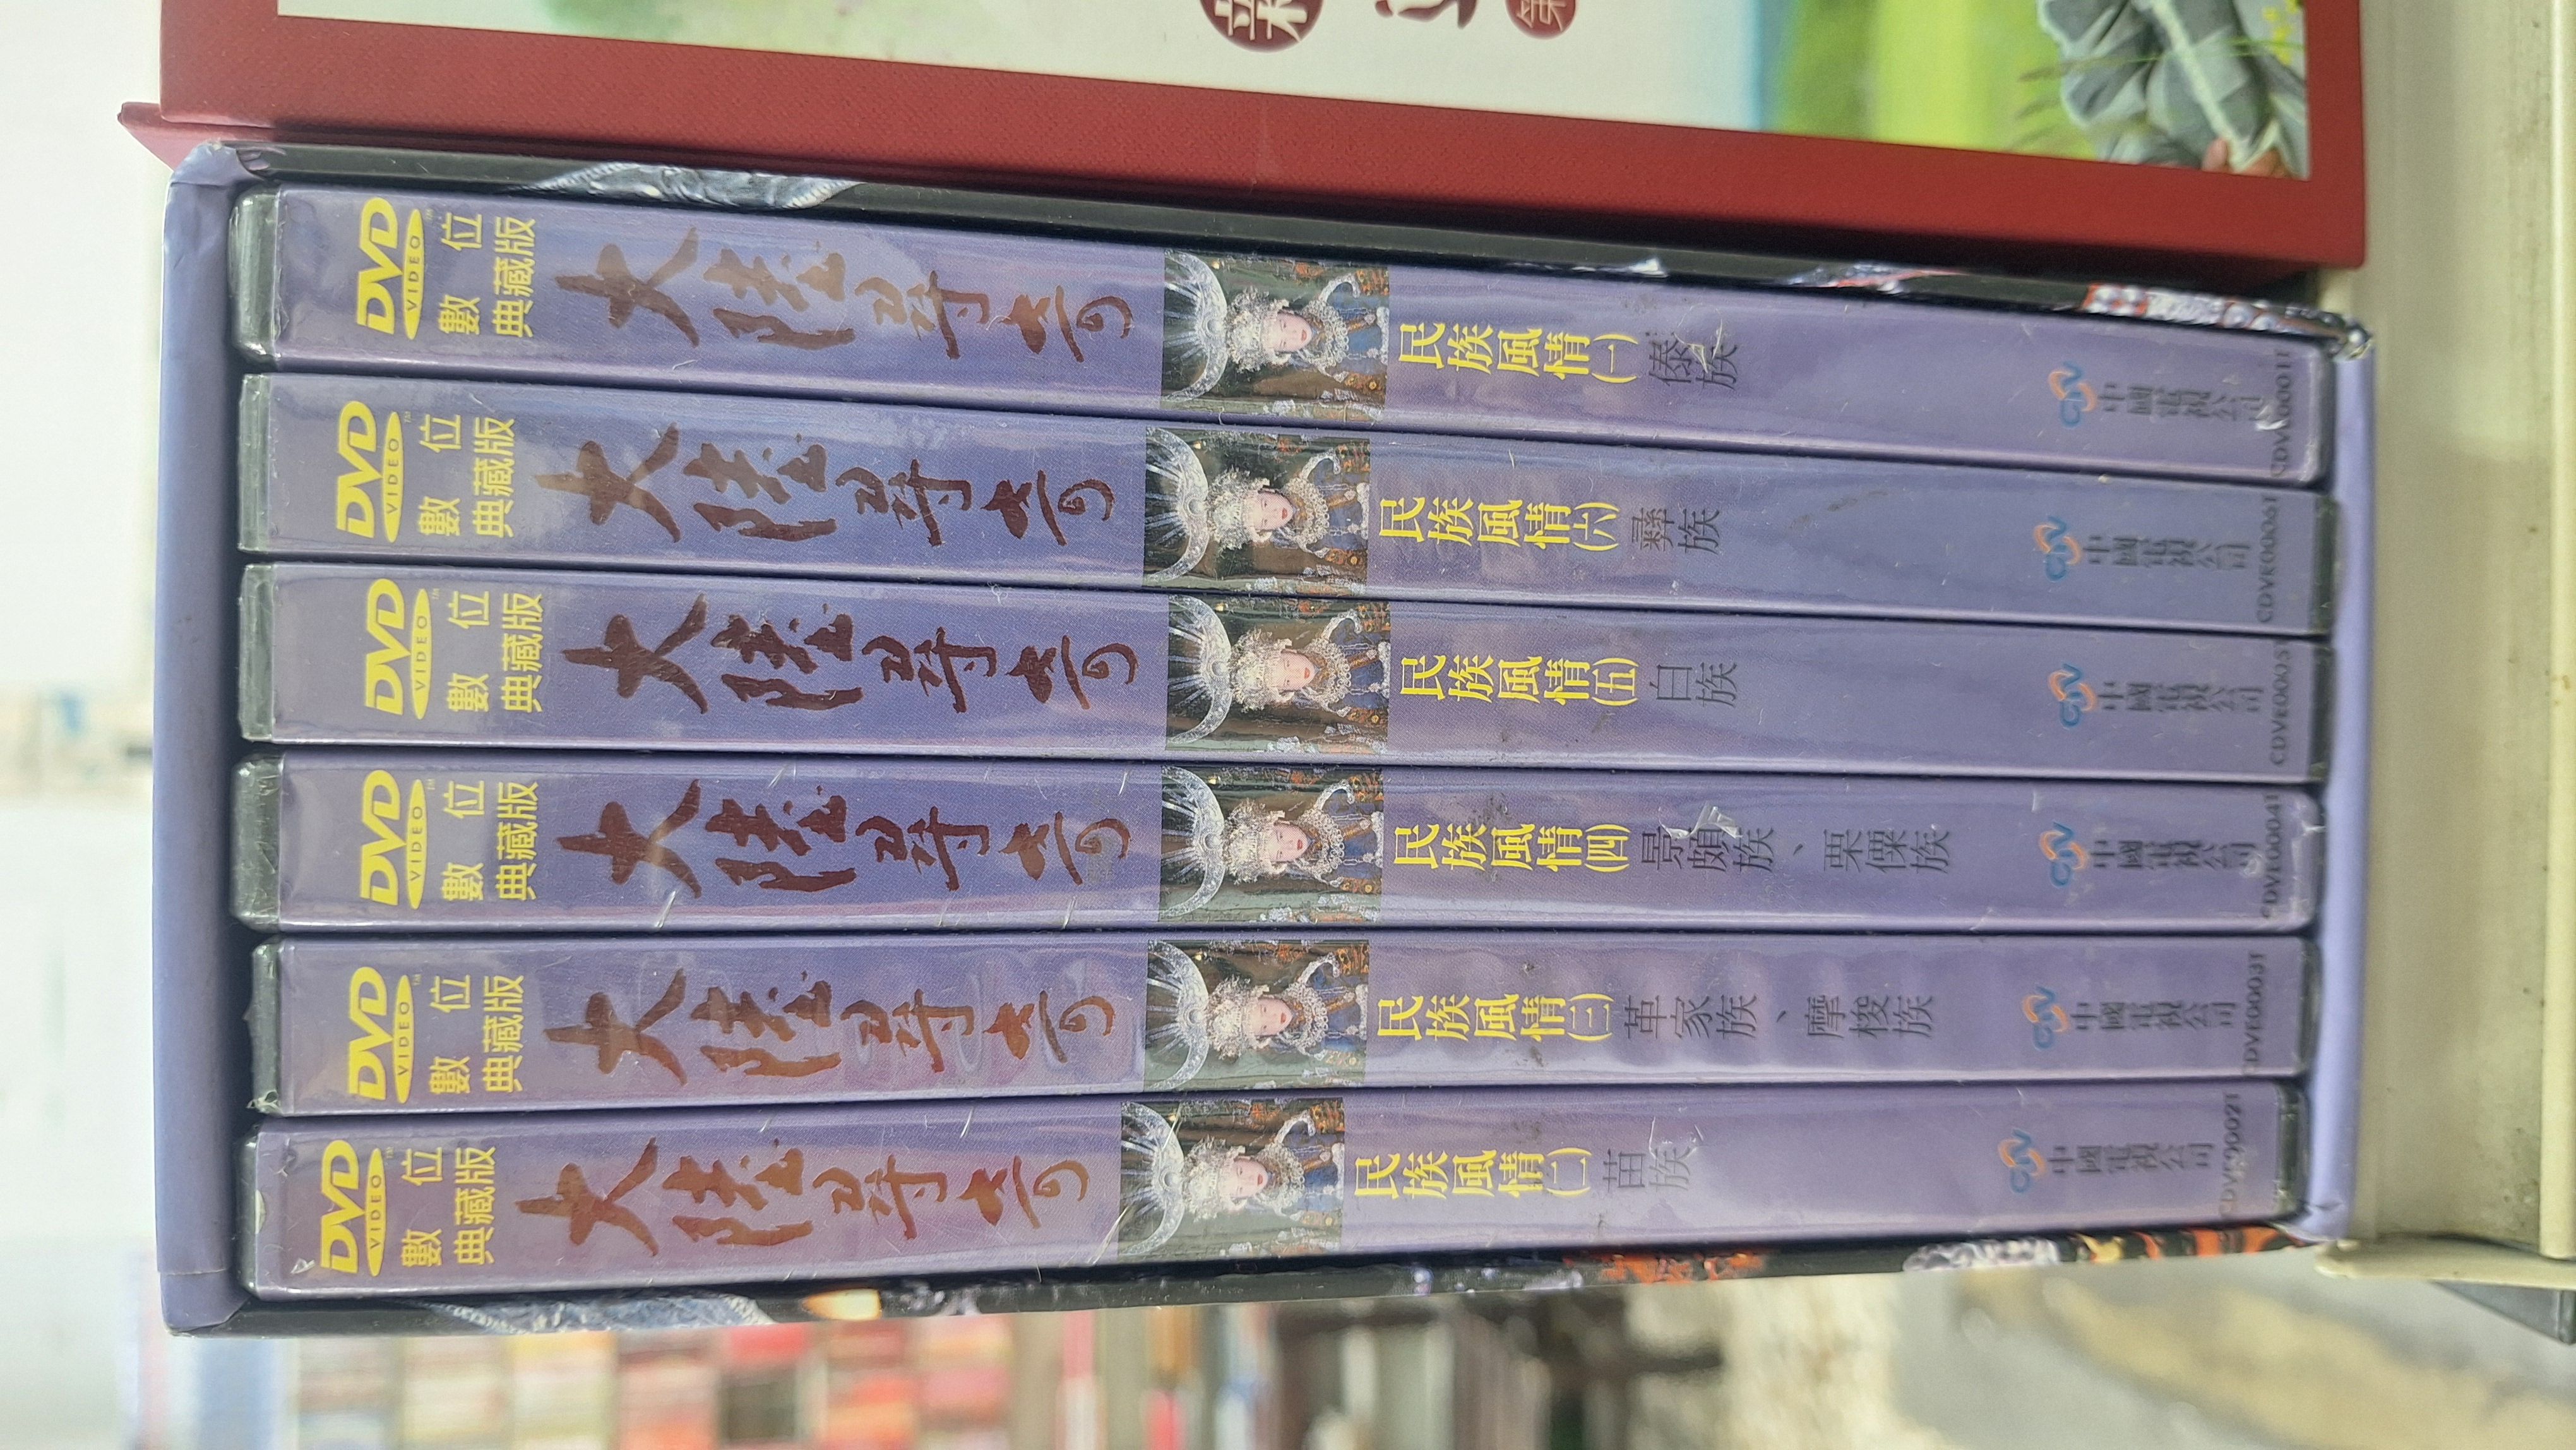 DVD
VIDEO
數位
典藏版
大陸尋奇
民族風情(一)
傣族
CTV
中國電視公司
CDVE0001T
DVD
VIDEO
數位
典藏版
大陸尋奇
民族風情(六)
彝族
CTV
中國電視公司
CDVE0006T
DVD
VIDEO
數位
典藏版
大陸尋奇
民族風情(五)
白族
CTV
中國電視公司
CDVE0005T
DVD
VIDEO
數位
典藏版
大陸尋奇
民族風情(四)
景頗族、栗僳族
CTV
中國電視公司
CDVE0004T
DVD
VIDEO
數位
典藏版
大陸尋奇
民族風情(三)
革家族、摩梭族
CTV
中國電視公司
CDVE0003T
DVD
VIDEO
數位
典藏版
大陸尋奇
民族風情(二)
苗族
CTV
中國電視公司
CDVE0002T